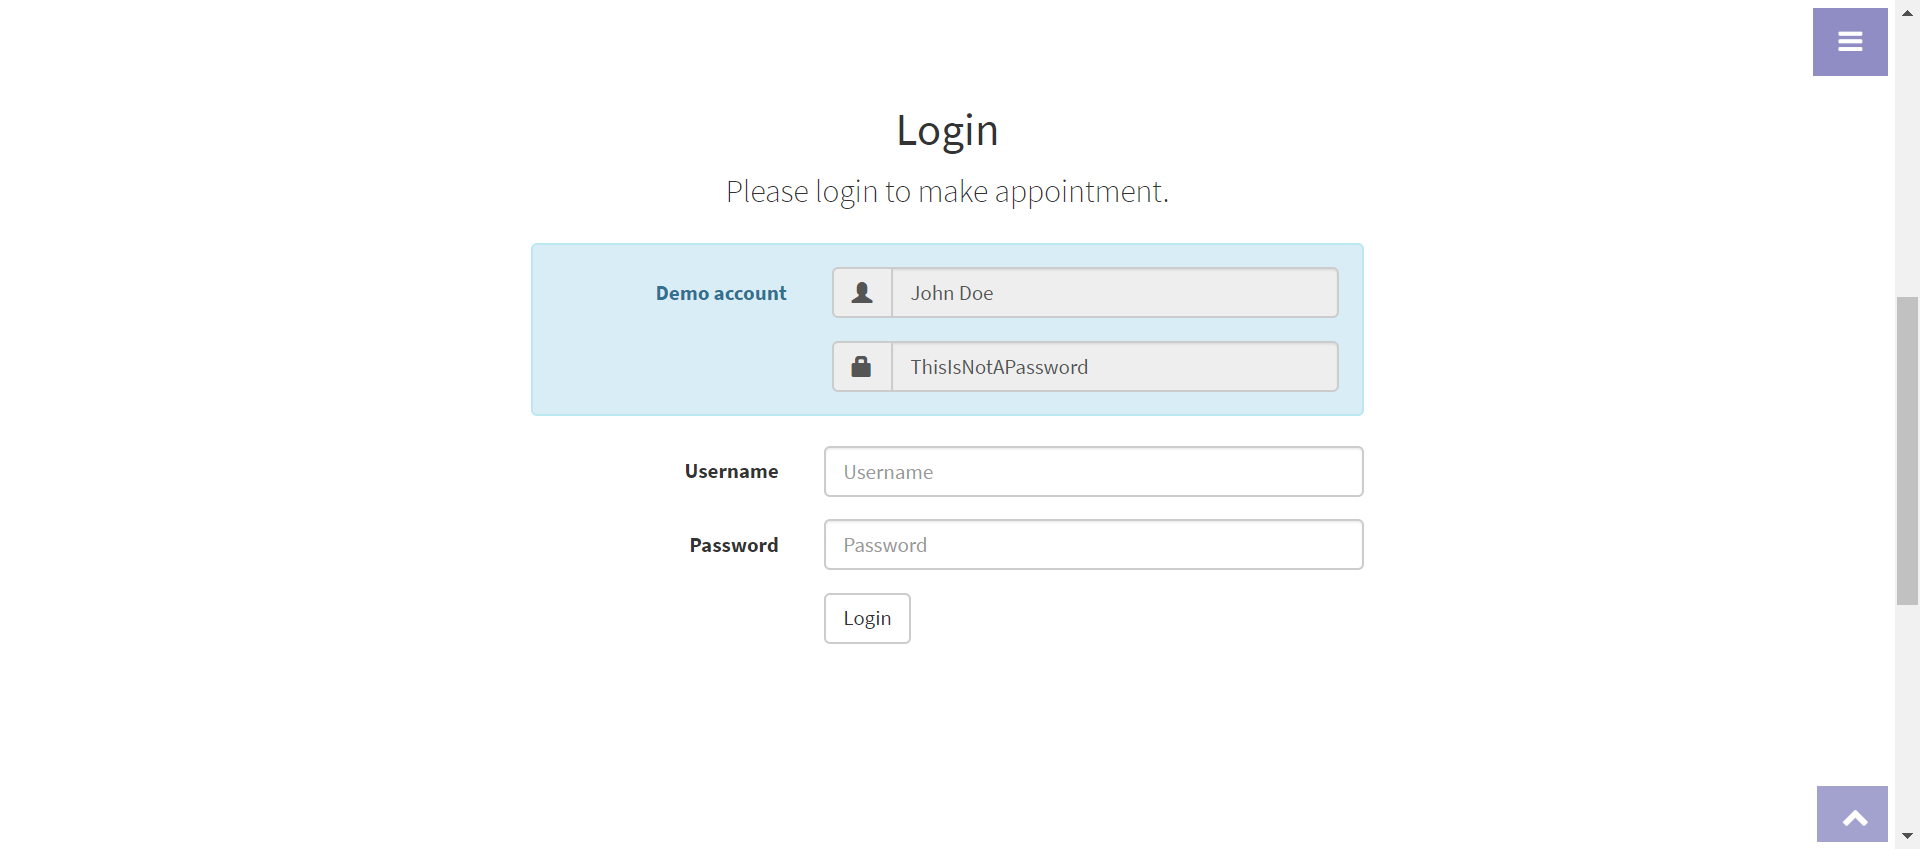 Login
Please login to make appointment.
Demo account
John Doe
ThisIsNotAPassword
Username
Username
Password
Password
Login